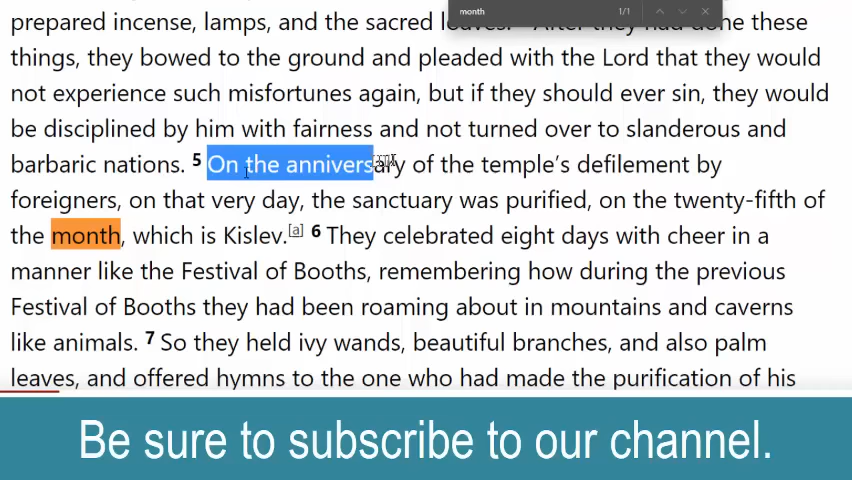 month 1/1
prepared incense, lamps, and the sacred loaves. After they had done these
things, they bowed to the ground and pleaded with the Lord that they would
not experience such misfortunes again, but if they should ever sin, they would
be disciplined by him with fairness and not turned over to slanderous and
barbaric nations. 5 On the anniversary of the temple’s defilement by
foreigners, on that very day, the sanctuary was purified, on the twenty-fifth of
the month, which is Kislev.[a] 6 They celebrated eight days with cheer in a
manner like the Festival of Booths, remembering how during the previous
Festival of Booths they had been roaming about in mountains and caverns
like animals. 7 So they held ivy wands, beautiful branches, and also palm
leaves, and offered hymns to the one who had made the purification of his
Be sure to subscribe to our channel.